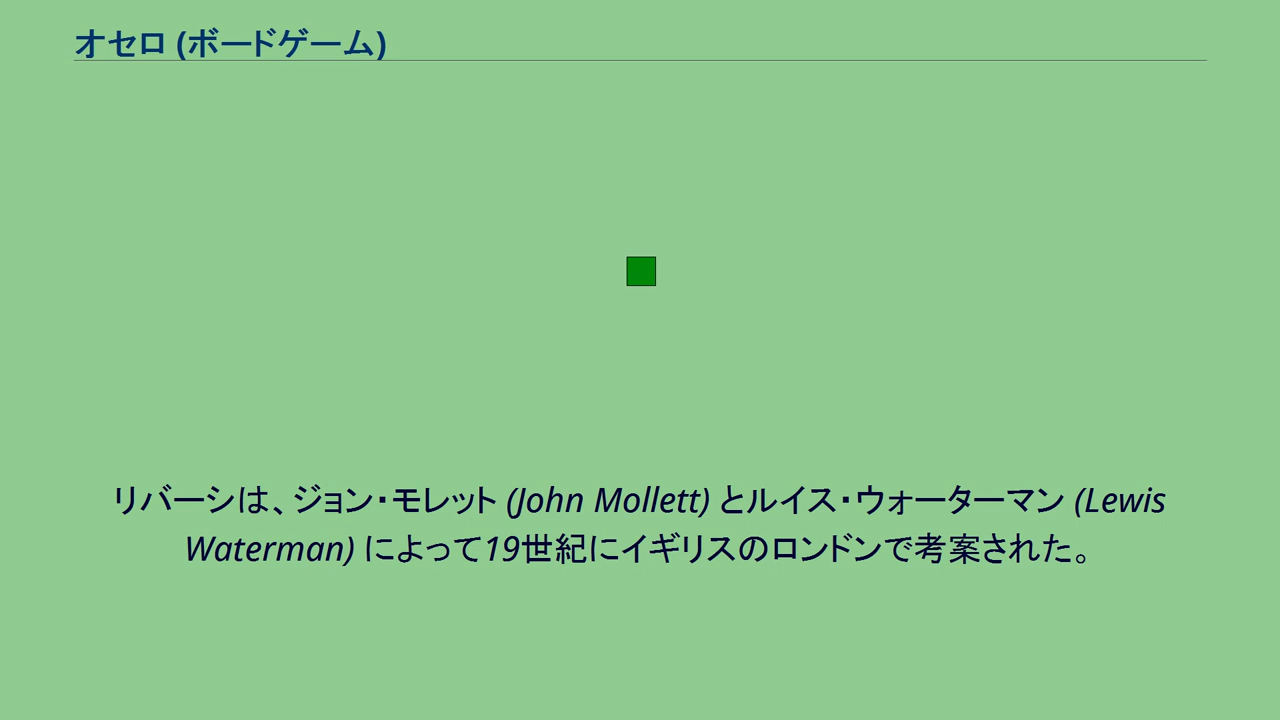 オセロ (ボードゲーム)
リバーシは、ジョン・モレット (John Mollett) とルイス・ウォーターマン (Lewis
Waterman) によって19世紀にイギリスのロンドンで考案された。